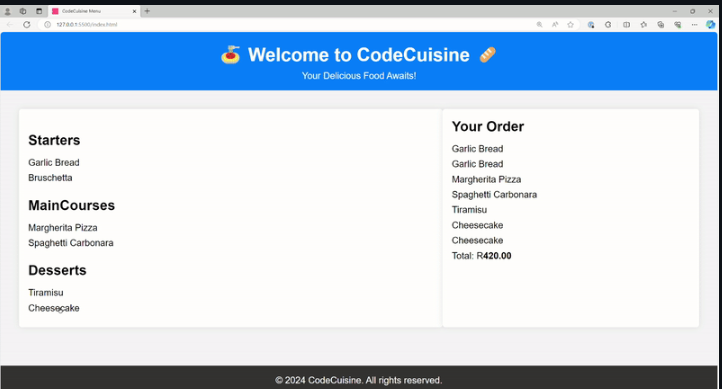 CodeCuisine Menu
127.0.0.1:5500/index.html
Welcome to CodeCuisine
Your Delicious Food Awaits!
Starters
Garlic Bread
Bruschetta
MainCourses
Margherita Pizza
Spaghetti Carbonara
Desserts
Tiramisu
Cheesecake
Your Order
Garlic Bread
Garlic Bread
Margherita Pizza
Spaghetti Carbonara
Tiramisu
Cheesecake
Cheesecake
Total: R420.00
© 2024 CodeCuisine. All rights reserved.